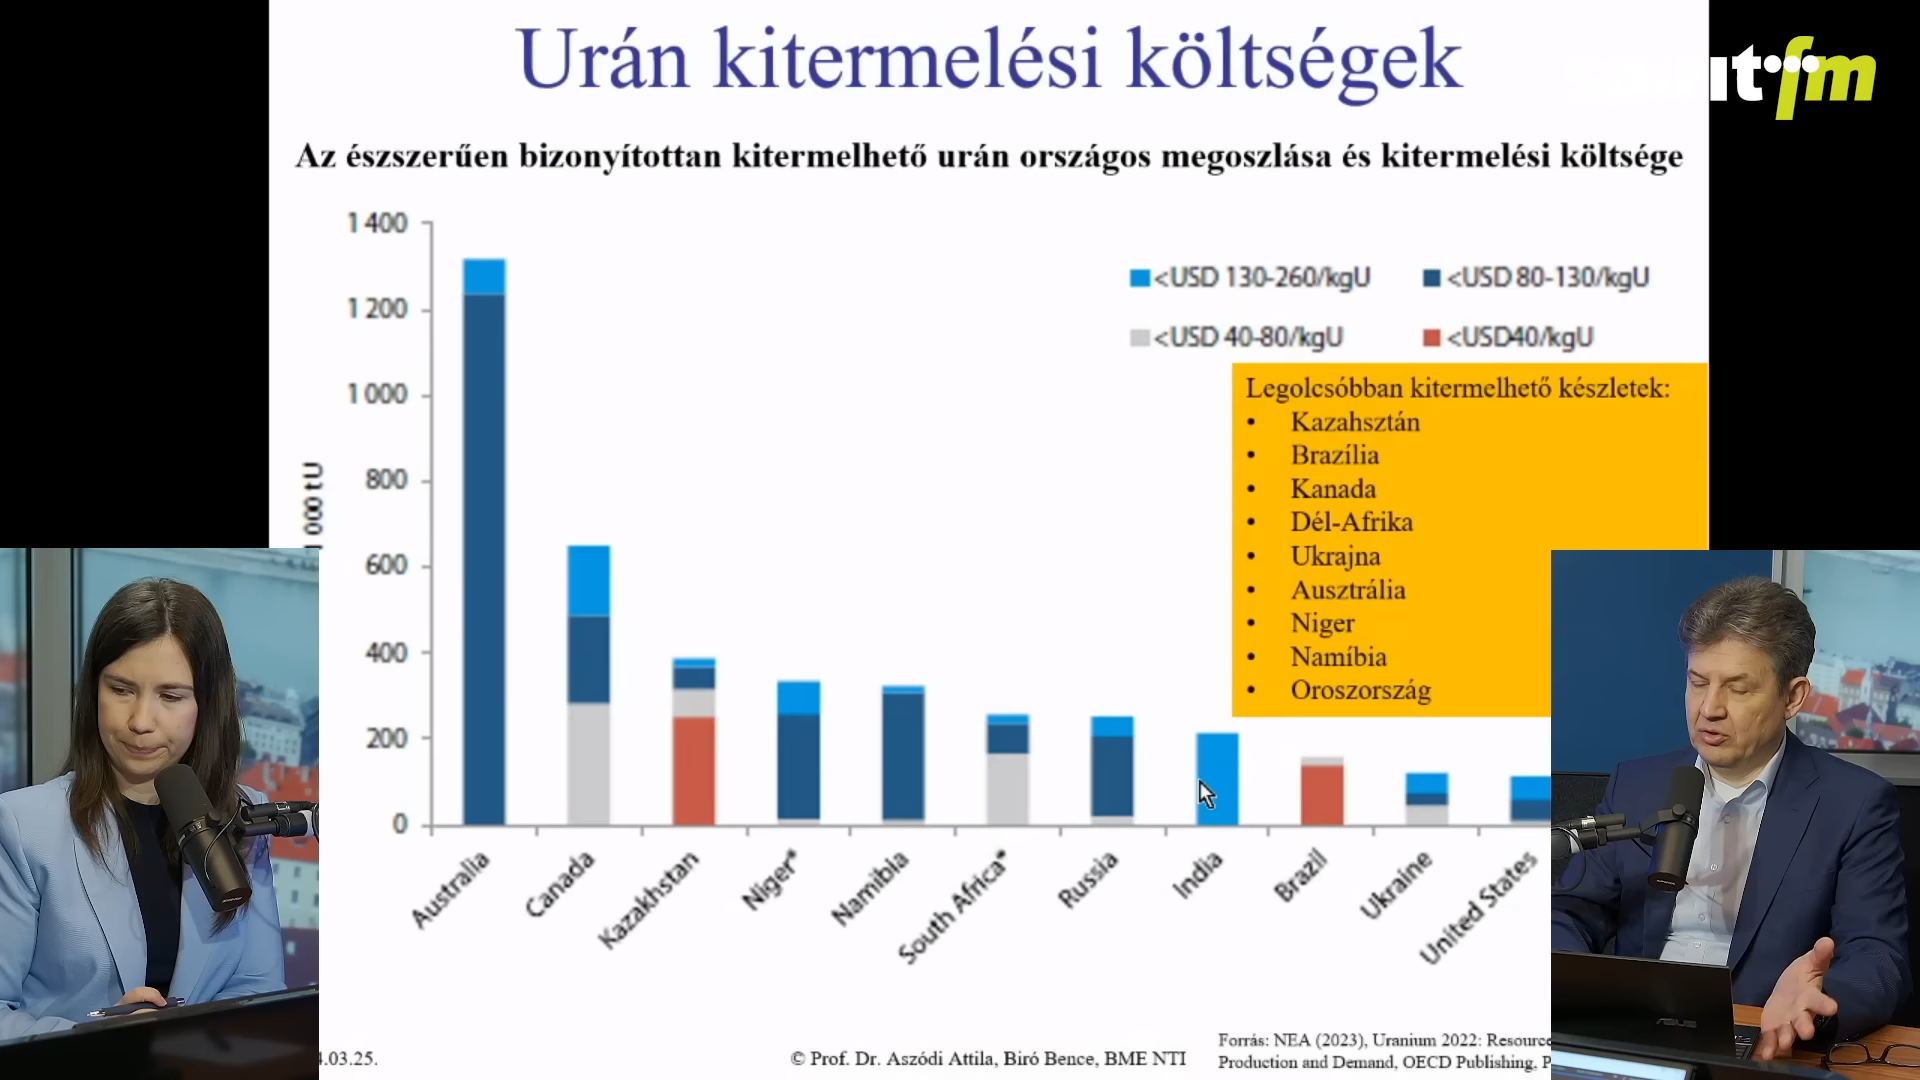 Urán kitermelési költségek
it fm
Az észszerűen bizonyítottan kitermelhető urán országos megoszlása és kitermelési költsége
1 400
1 200
1 000
800
600
400
200
0
1 000 tU
<USD 130-260/kgU
<USD 80-130/kgU
<USD 40-80/kgU
<USD40/kgU
Legolcsóbban kitermelhető készletek:
• Kazahsztán
• Brazília
• Kanada
• Dél-Afrika
• Ukrajna
• Ausztrália
• Niger
• Namíbia
• Oroszország
Australia
Canada
Kazakhstan
Niger*
Namibia
South Africa*
Russia
India
Brazil
Ukraine
United States
4.03.25.
© Prof. Dr. Aszódi Attila, Biró Bence, BME NTI
Forrás: NEA (2023), Uranium 2022: Resource
Production and Demand, OECD Publishing, P